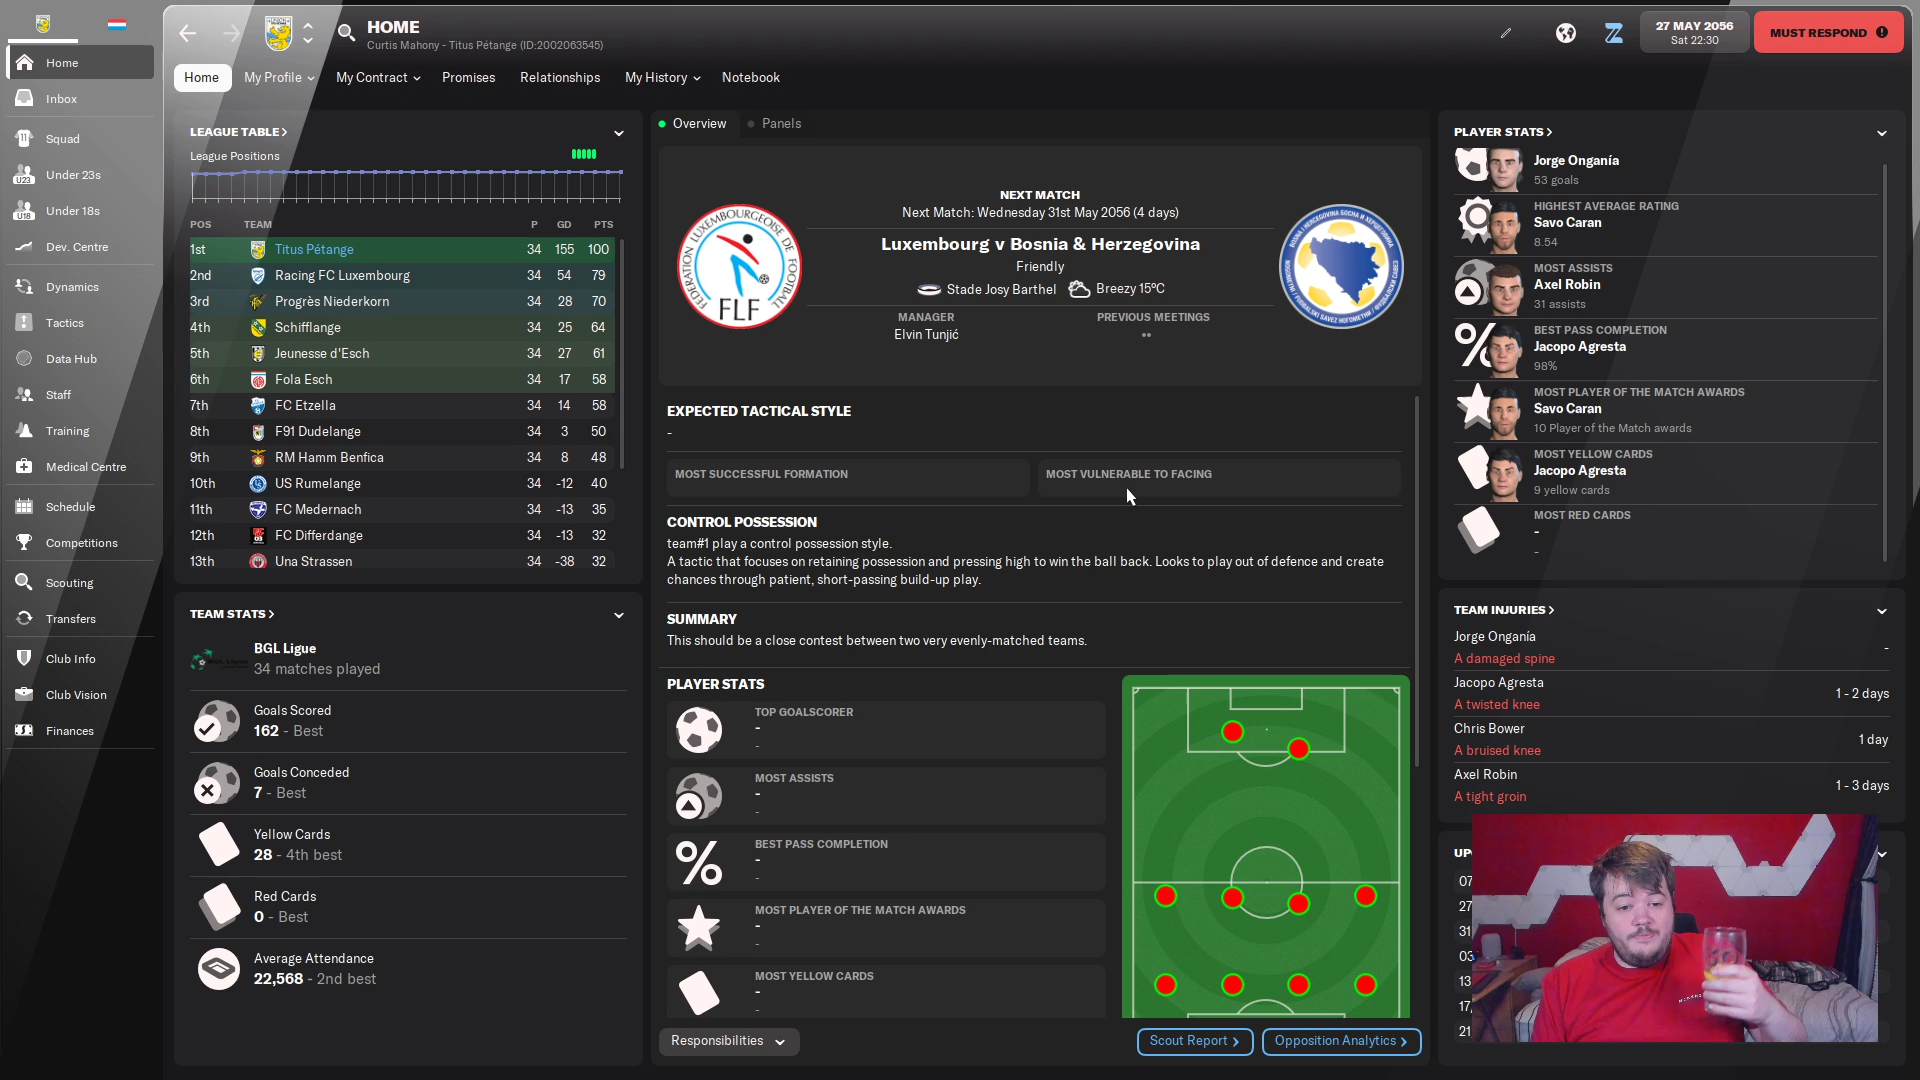 HOME
Curtis Mahony - Titus Pétange (ID:2002063545)
27 MAY 2056
Sat 22:30
MUST RESPOND
Home
My Profile
My Contract
Promises
Relationships
My History
Notebook
Home
Inbox
Squad
U23
Under 23s
U18
Under 18s
Dev. Centre
Dynamics
Tactics
Data Hub
Staff
Training
Medical Centre
Schedule
Competitions
Scouting
Transfers
Club Info
Club Vision
Finances
LEAGUE TABLE >
League Positions
POS TEAM P GD PTS
1st Titus Pétange 34 155 100
2nd Racing FC Luxembourg 34 54 79
3rd Progrès Niederkorn 34 28 70
4th Schifflange 34 25 64
5th Jeunesse d'Esch 34 27 61
6th Fola Esch 34 17 58
7th FC Etzella 34 14 58
8th F91 Dudelange 34 3 50
9th RM Hamm Benfica 34 8 48
10th US Rumelange 34 -12 40
11th FC Medernach 34 -13 35
12th FC Differdange 34 -13 32
13th Una Strassen 34 -38 32
TEAM STATS >
BGL Ligue
34 matches played
Goals Scored
162 - Best
Goals Conceded
7 - Best
Yellow Cards
28 - 4th best
Red Cards
0 - Best
Average Attendance
22,568 - 2nd best
Overview
Panels
NEXT MATCH
Next Match: Wednesday 31st May 2056 (4 days)
Luxembourg v Bosnia & Herzegovina
Friendly
Stade Josy Barthel
Breezy 15°C
MANAGER
Elvin Tunjić
PREVIOUS MEETINGS
FÉDÉRATION LUXEMBOURGEOISE DE FOOTBALL
FLF
EXPECTED TACTICAL STYLE
-
MOST SUCCESSFUL FORMATION
MOST VULNERABLE TO FACING
CONTROL POSSESSION
team#1 play a control possession style.
A tactic that focuses on retaining possession and pressing high to win the ball back. Looks to play out of defence and create
chances through patient, short-passing build-up play.
SUMMARY
This should be a close contest between two very evenly-matched teams.
PLAYER STATS
TOP GOALSCORER
-
-
MOST ASSISTS
-
-
BEST PASS COMPLETION
-
-
MOST PLAYER OF THE MATCH AWARDS
-
-
MOST YELLOW CARDS
-
-
Responsibilities
Scout Report >
Opposition Analytics >
PLAYER STATS >
Jorge Onganía
53 goals
HIGHEST AVERAGE RATING
Savo Caran
8.54
MOST ASSISTS
Axel Robin
31 assists
BEST PASS COMPLETION
Jacopo Agresta
98%
MOST PLAYER OF THE MATCH AWARDS
Savo Caran
10 Player of the Match awards
MOST YELLOW CARDS
Jacopo Agresta
9 yellow cards
MOST RED CARDS
-
-
TEAM INJURIES >
Jorge Onganía
A damaged spine
-
Jacopo Agresta
A twisted knee
1 - 2 days
Chris Bower
A bruised knee
1 day
Axel Robin
A tight groin
1 - 3 days
07
27
31
03
13
17
21